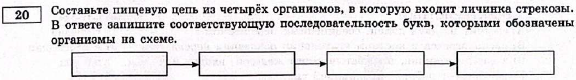 20 Составьте пищевую цепь из четырёх организмов, в которую входит личинка стрекозы.
В ответе запишите соответствующую последовательность букв, которыми обозначены
организмы на схеме.